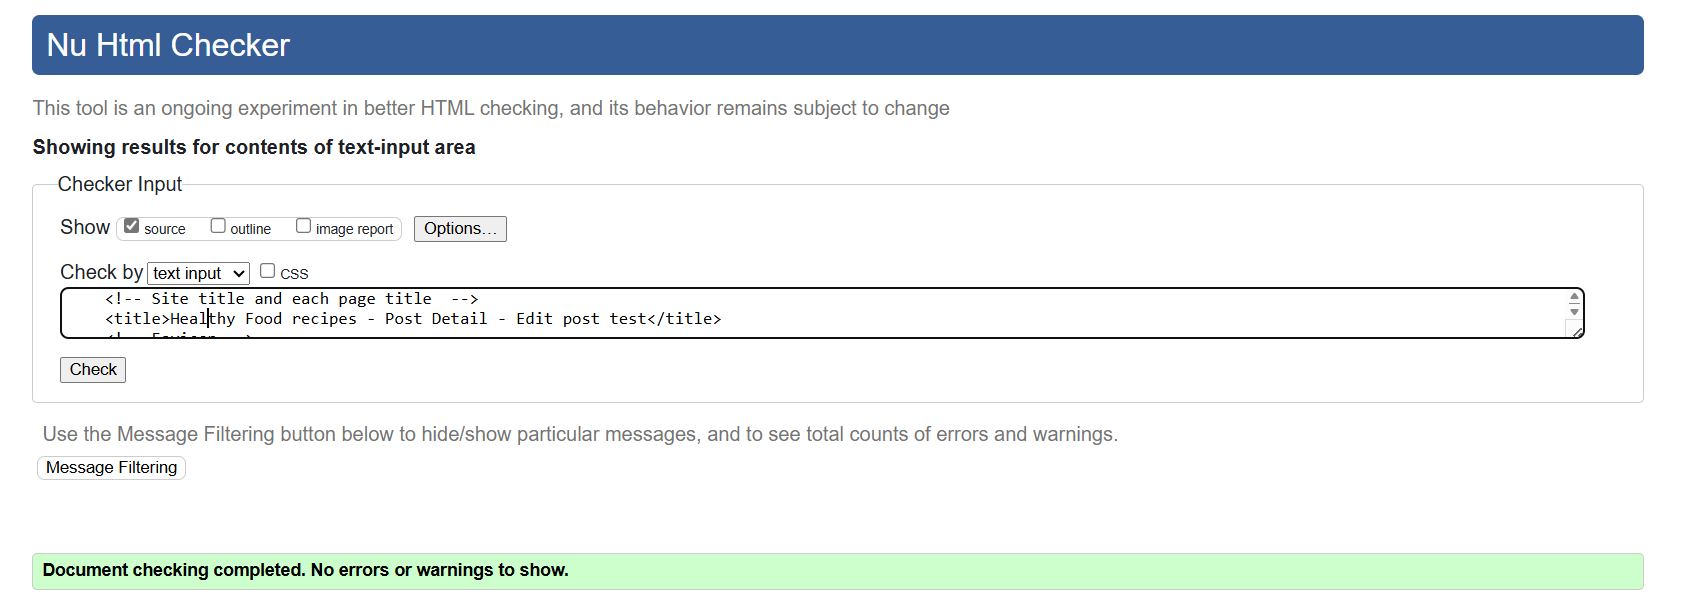 Nu Html Checker
This tool is an ongoing experiment in better HTML checking, and its behavior remains subject to change
Showing results for contents of text-input area
Checker Input
Show source outline image report Options...
Check by text input CSS
<!-- Site title and each page title  -->
<title>Healthy Food recipes - Post Detail - Edit post test</title>
Check
Use the Message Filtering button below to hide/show particular messages, and to see total counts of errors and warnings.
Message Filtering
Document checking completed. No errors or warnings to show.